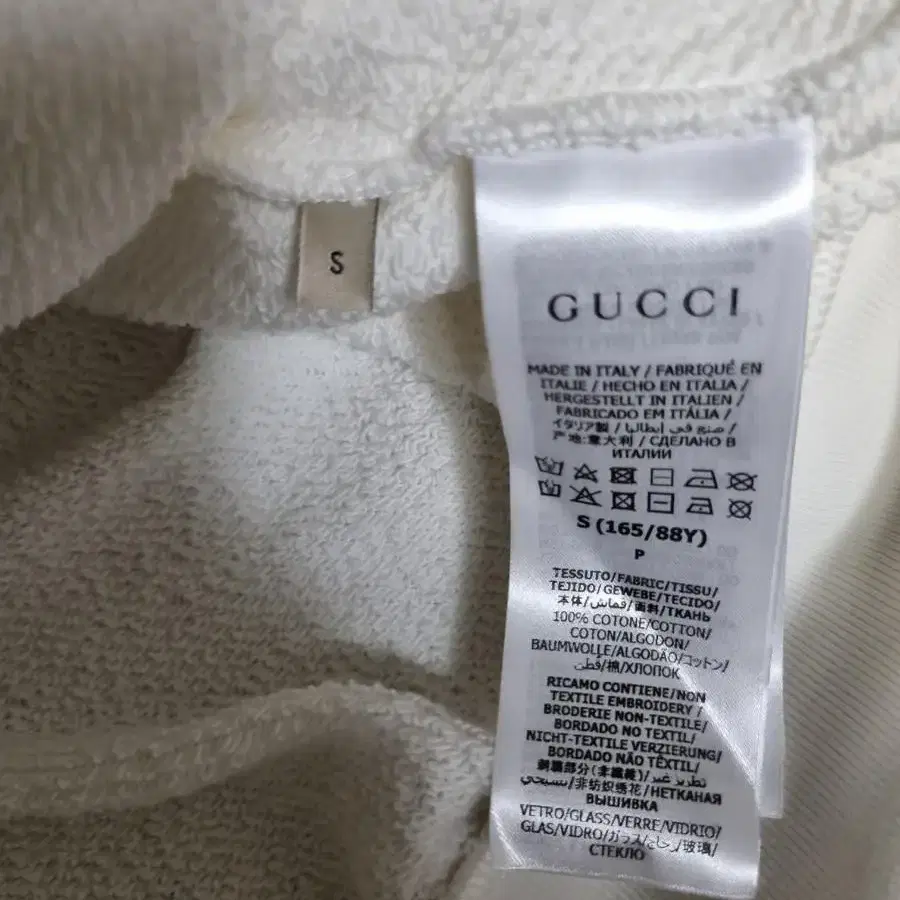 S
GUCCI
MADE IN ITALY / FABRIQUÉ EN
ITALIE / HECHO EN ITALIA /
HERGESTELLT IN ITALIEN /
FABRICADO EM ITÁLIA /
イタリア製 / صنع في إيطاليا /
产地:意大利 / СДЕЛАНО В
ИТАЛИИ
S (165/88Y)
P
TESSUTO/FABRIC/TISSU/
TEJIDO/GEWEBE/TECIDO/
本体/قماش/面料/ТКАНЬ
100% COTONE/COTTON/
COTON/ALGODON/
BAUMWOLLE/ALGODÃO/コットン/
قطن/棉/ХЛОПОК
RICAMO CONTIENE/NON
TEXTILE EMBROIDERY /
BRODERIE NON-TEXTILE/
BORDADO NO TEXTIL/
NICHT-TEXTILE VERZIERUNG/
BORDADO NÃO TÊXTIL/
刺繍部分(非繊維)/تطريز غير
نسيجي/非纺织绣花/НЕТКАНАЯ
ВЫШИВКА
VETRO/GLASS/VERRE/VIDRIO/
GLAS/VIDRO/ガラス/زجاج/玻璃/
СТЕКЛО